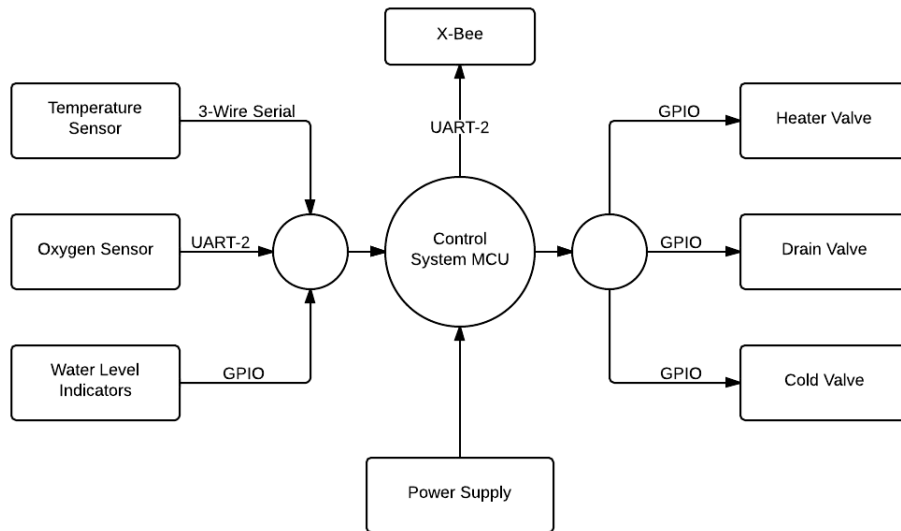 X-Bee
Temperature
Sensor
3-Wire Serial
UART-2
GPIO
Heater Valve
Oxygen Sensor
UART-2
Control
System MCU
GPIO
Drain Valve
Water Level
Indicators
GPIO
GPIO
Cold Valve
Power Supply